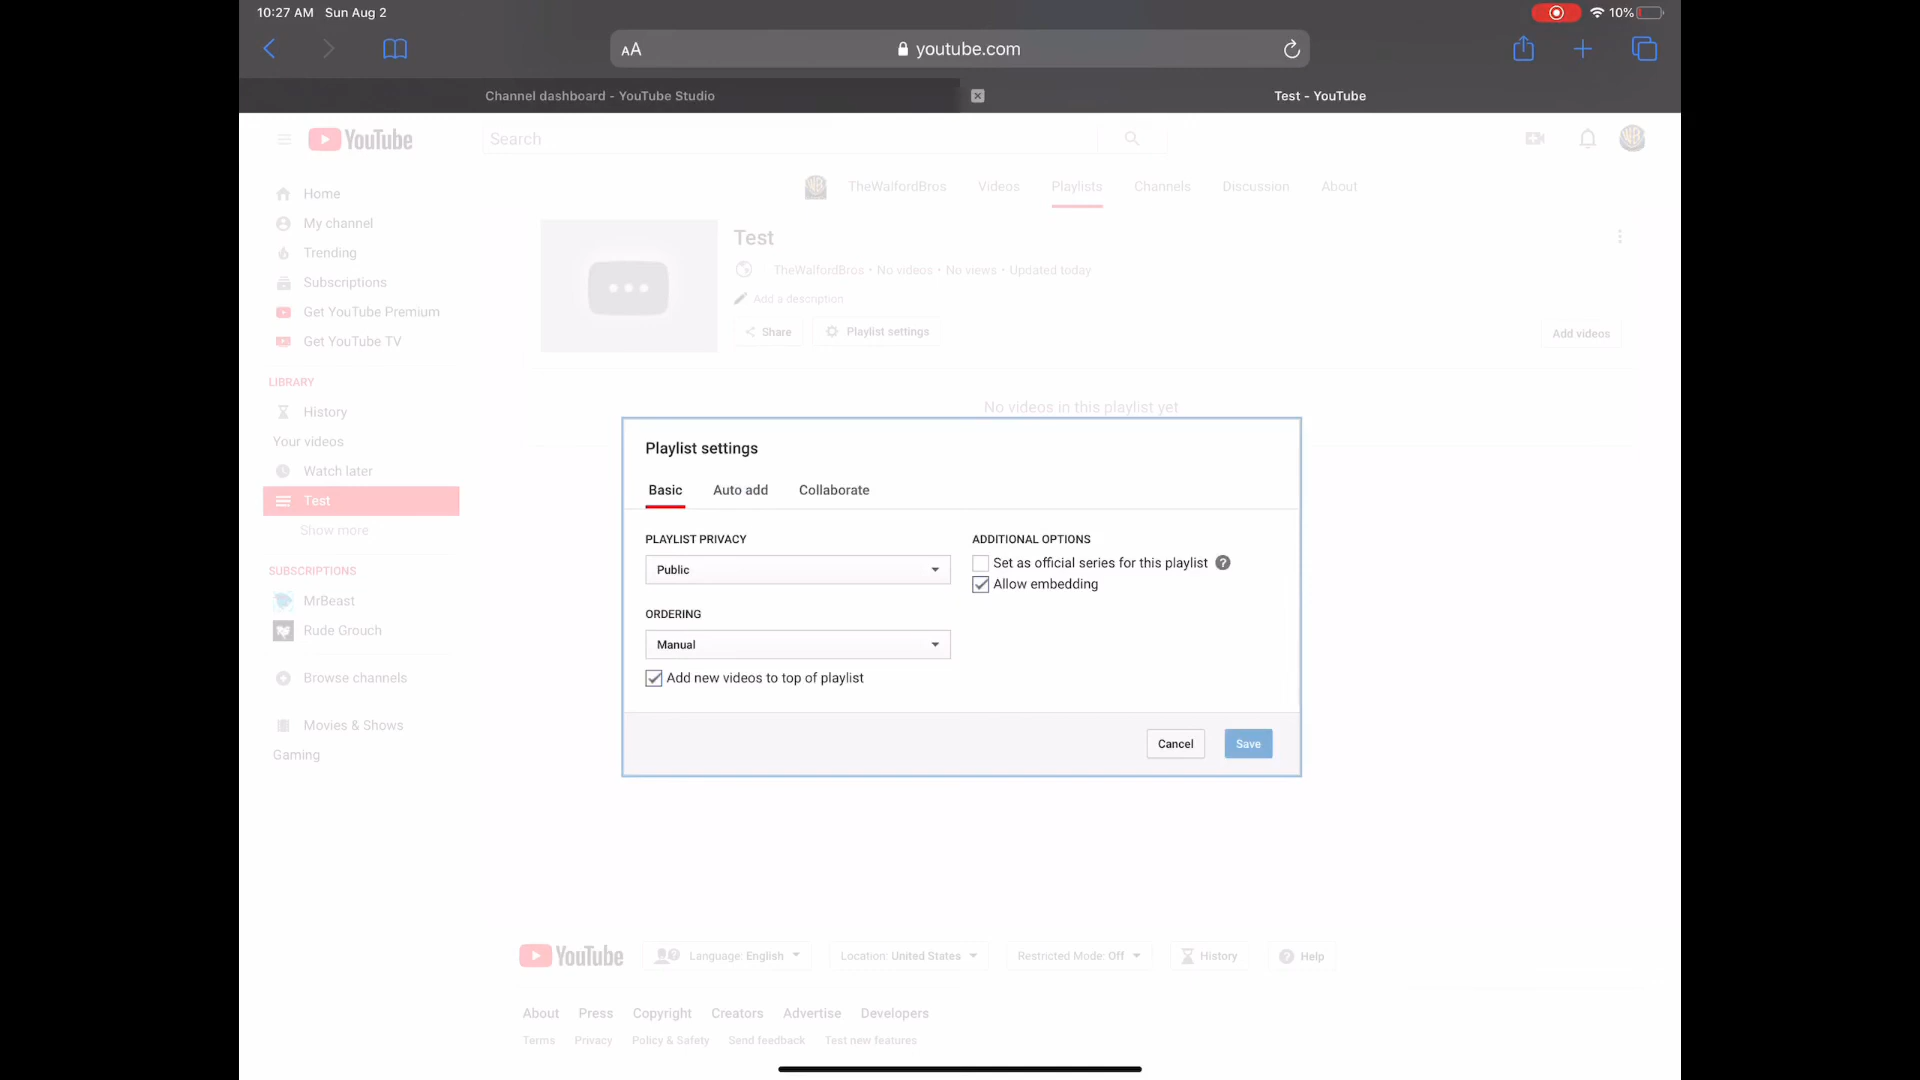 10:27 AM Sun Aug 2
10%
AA
youtube.com
Channel dashboard - YouTube Studio
Test - YouTube
YouTube
Search
Home
My channel
Trending
Subscriptions
Get YouTube Premium
Get YouTube TV
LIBRARY
History
Your videos
Watch later
Test
Show more
SUBSCRIPTIONS
MrBeast
Rude Grouch
Browse channels
Movies & Shows
Gaming
TheWalfordBros Videos Playlists Channels Discussion About
Test
TheWalfordBros • No videos • No views • Updated today
Add a description
Share
Playlist settings
Add videos
No videos in this playlist yet
Playlist settings
Basic Auto add Collaborate
PLAYLIST PRIVACY
Public
ORDERING
Manual
Add new videos to top of playlist
ADDITIONAL OPTIONS
Set as official series for this playlist ?
Allow embedding
Cancel
Save
YouTube
Language: English
Location: United States
Restricted Mode: Off
History
Help
About Press Copyright Creators Advertise Developers
Terms Privacy Policy & Safety Send feedback Test new features